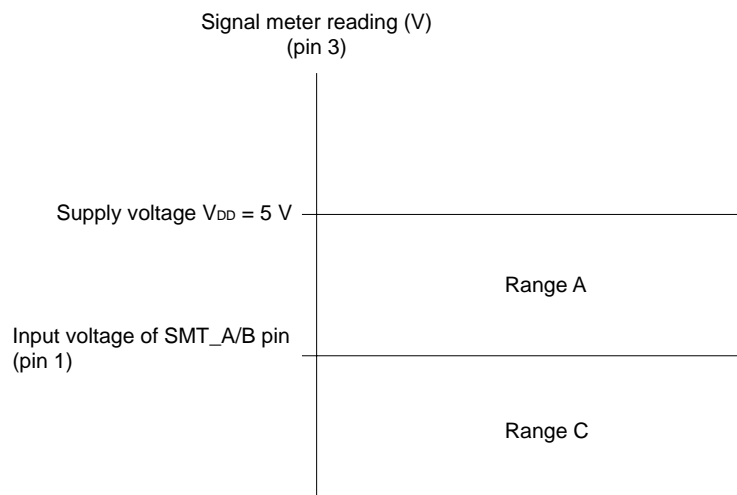 Signal meter reading (V)
(pin 3)
Supply voltage VDD = 5 V
Range A
Input voltage of SMT_A/B pin
(pin 1)
Range C